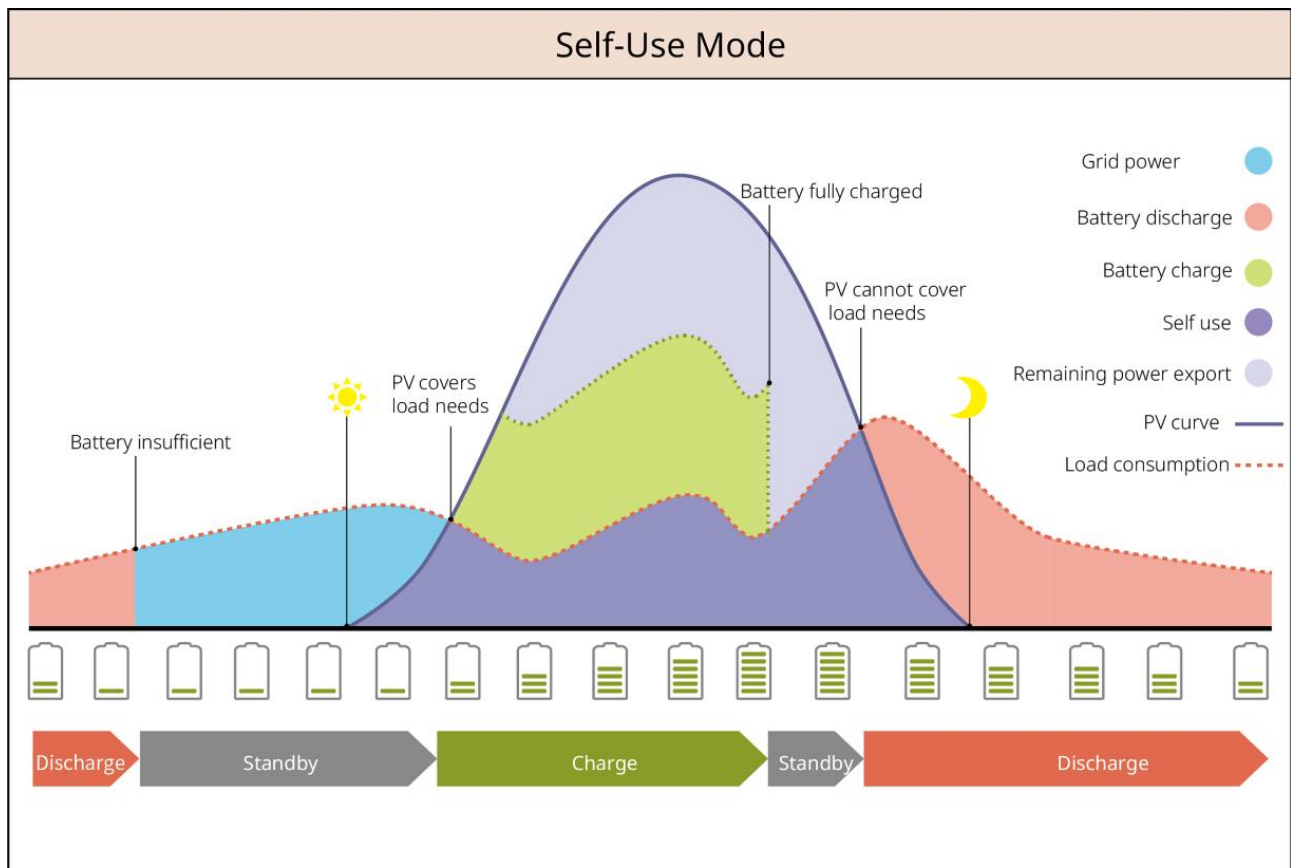 Self-Use Mode
Grid power
Battery discharge
Battery charge
Self use
Remaining power export
PV curve
Load consumption
Battery fully charged
PV cannot cover
load needs
PV covers
load needs
Battery insufficient
Discharge
Standby
Charge
Standby
Discharge